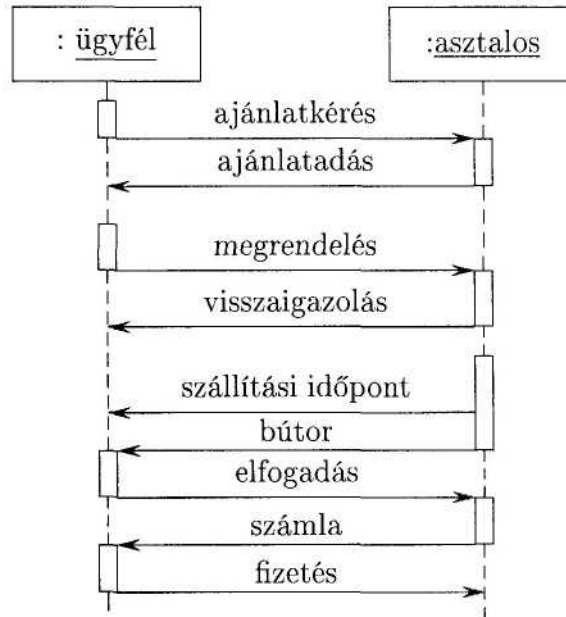 : ügyfél
:asztalos
ajánlatkérés
ajánlatadás
megrendelés
visszaigazolás
szállítási időpont
bútor
elfogadás
számla
fizetés